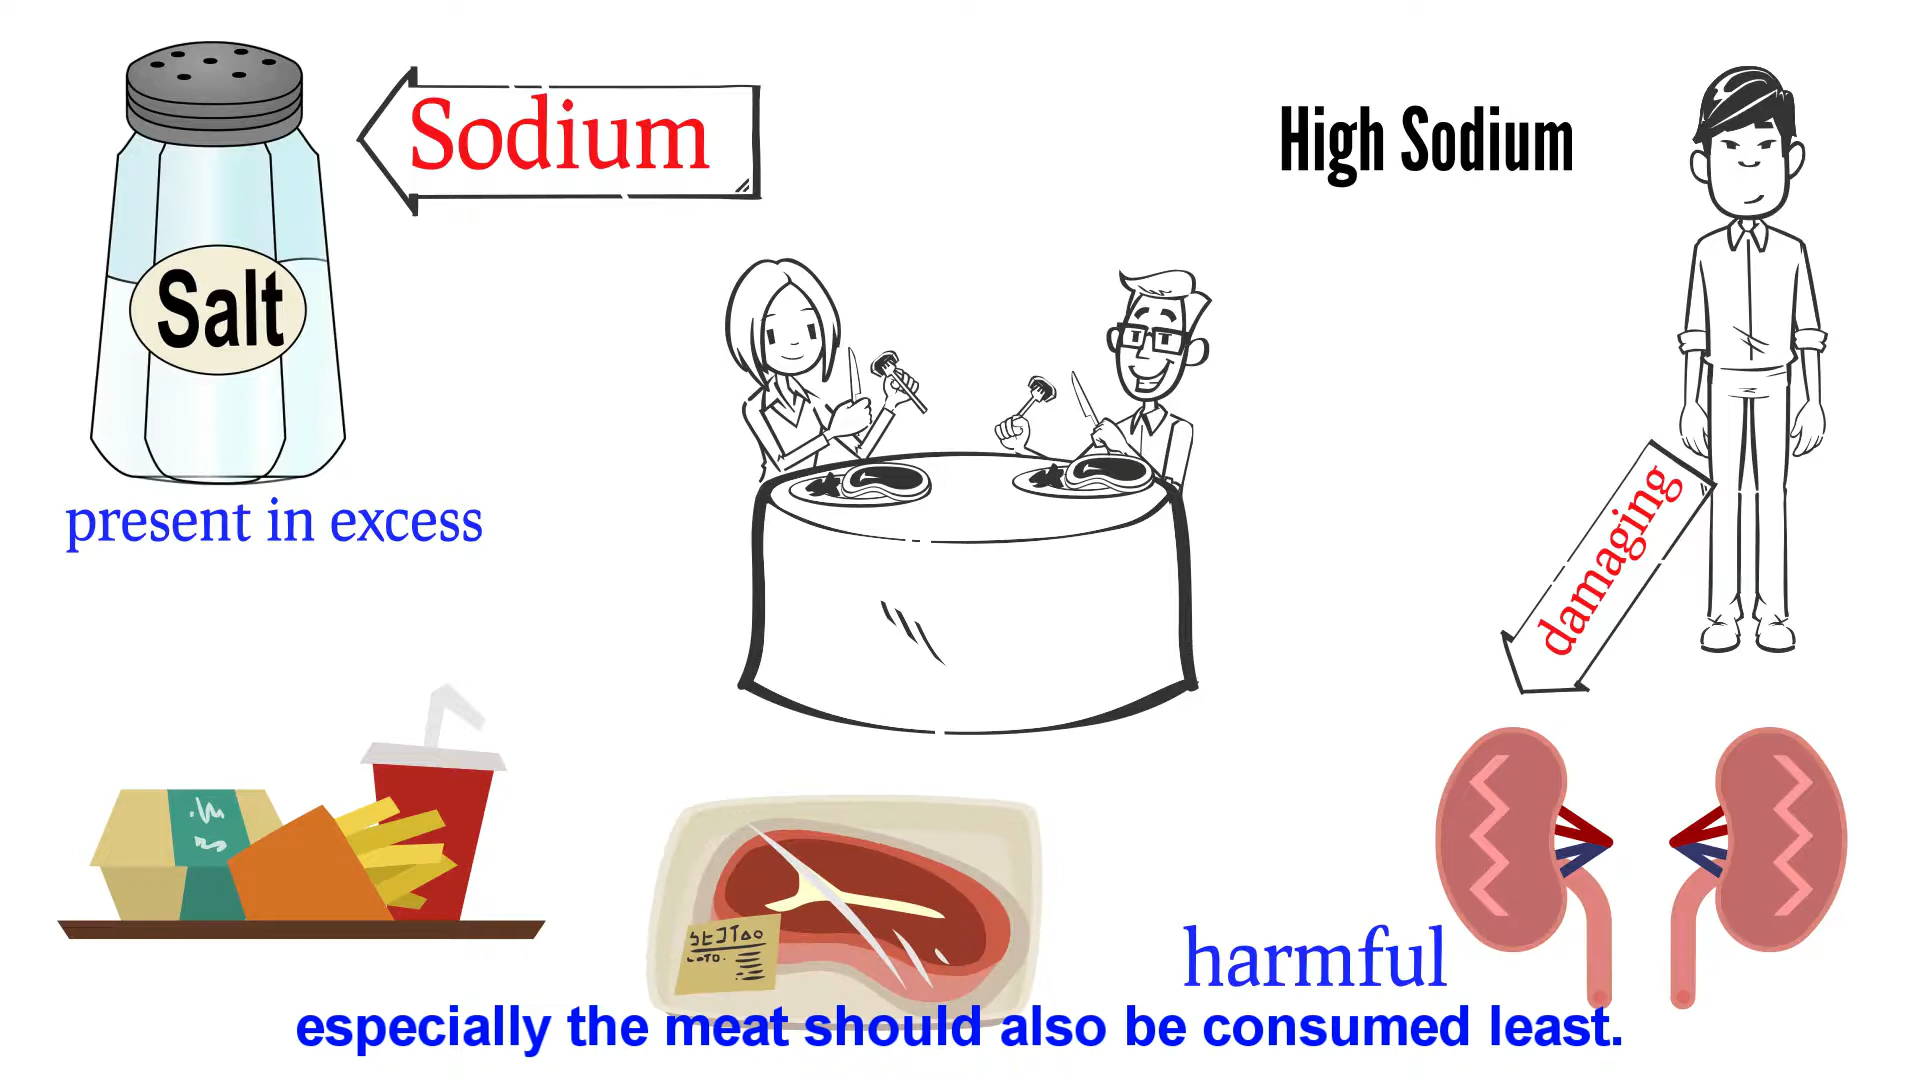 Sodium
High Sodium
Salt
present in excess
damaging
harmful
especially the meat should also be consumed least.